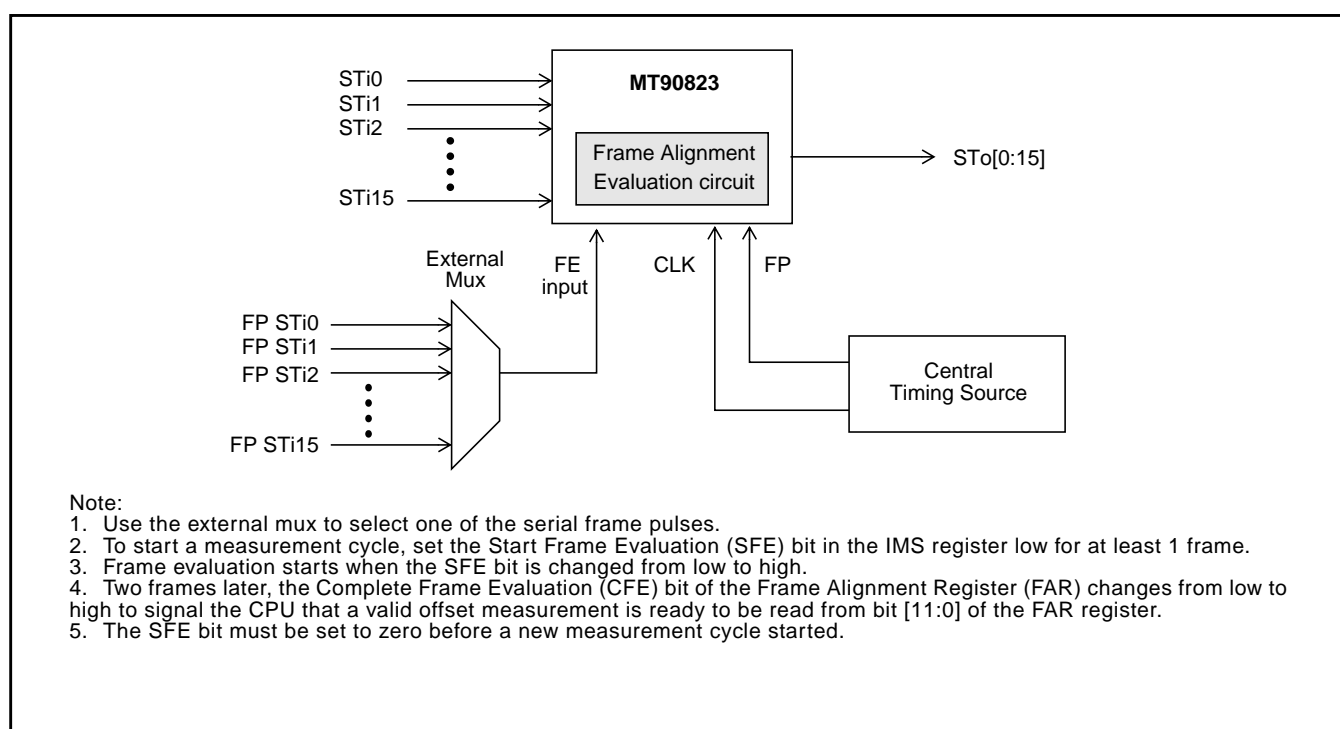 STi0
STi1
STi2
STi15
MT90823
Frame Alignment
Evaluation circuit
STo[0:15]
External
Mux
FE
input
CLK
FP
FP STi0
FP STi1
FP STi2
FP STi15
Central
Timing Source
Note:
1. Use the external mux to select one of the serial frame pulses.
2. To start a measurement cycle, set the Start Frame Evaluation (SFE) bit in the IMS register low for at least 1 frame.
3. Frame evaluation starts when the SFE bit is changed from low to high.
4. Two frames later, the Complete Frame Evaluation (CFE) bit of the Frame Alignment Register (FAR) changes from low to
high to signal the CPU that a valid offset measurement is ready to be read from bit [11:0] of the FAR register.
5. The SFE bit must be set to zero before a new measurement cycle started.